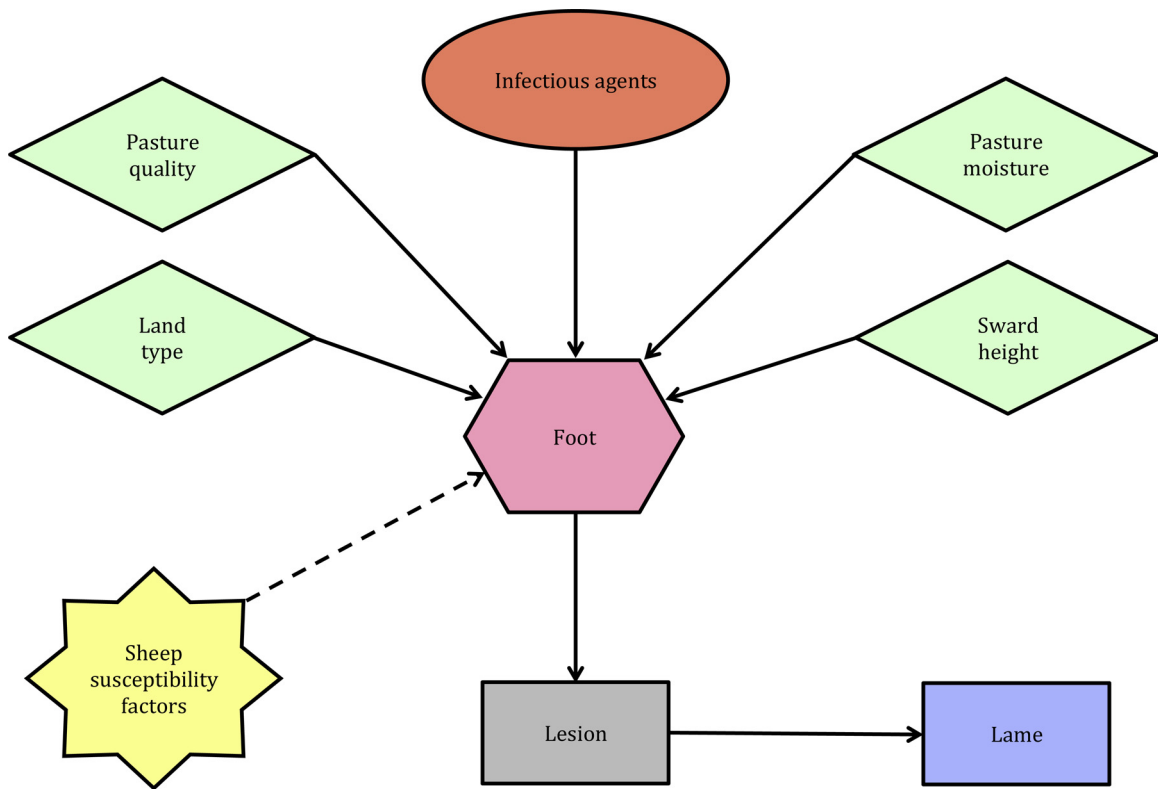 Infectious agents
Pasture
quality
Pasture
moisture
Land
type
Sward
height
Foot
Sheep
susceptibility
factors
Lesion
Lame